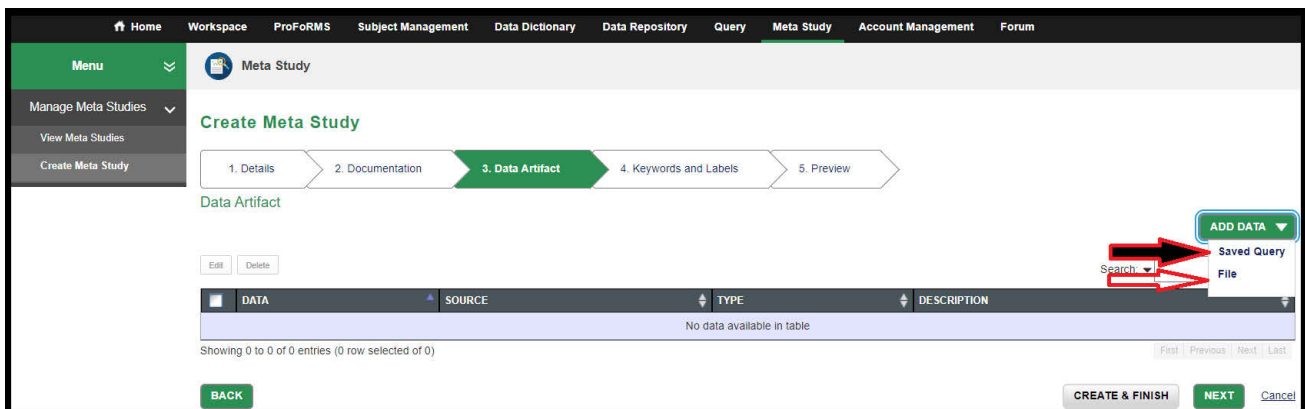 Home Workspace ProFoRMS Subject Management Data Dictionary Data Repository Query Meta Study Account Management Forum
Menu
Meta Study
Manage Meta Studies
View Meta Studies
Create Meta Study
Create Meta Study
1. Details 2. Documentation 3. Data Artifact 4. Keywords and Labels 5. Preview
Data Artifact
ADD DATA
Saved Query
File
Edit Delete
Search:
DATA SOURCE TYPE DESCRIPTION
No data available in table
Showing 0 to 0 of 0 entries (0 row selected of 0)
First Previous Next Last
BACK CREATE & FINISH NEXT Cancel